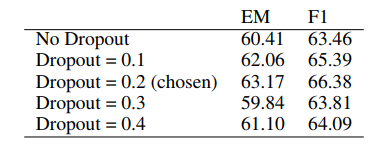 EM F1
No Dropout 60.41 63.46
Dropout = 0.1 62.06 65.39
Dropout = 0.2 (chosen) 63.17 66.38
Dropout = 0.3 59.84 63.81
Dropout = 0.4 61.10 64.09